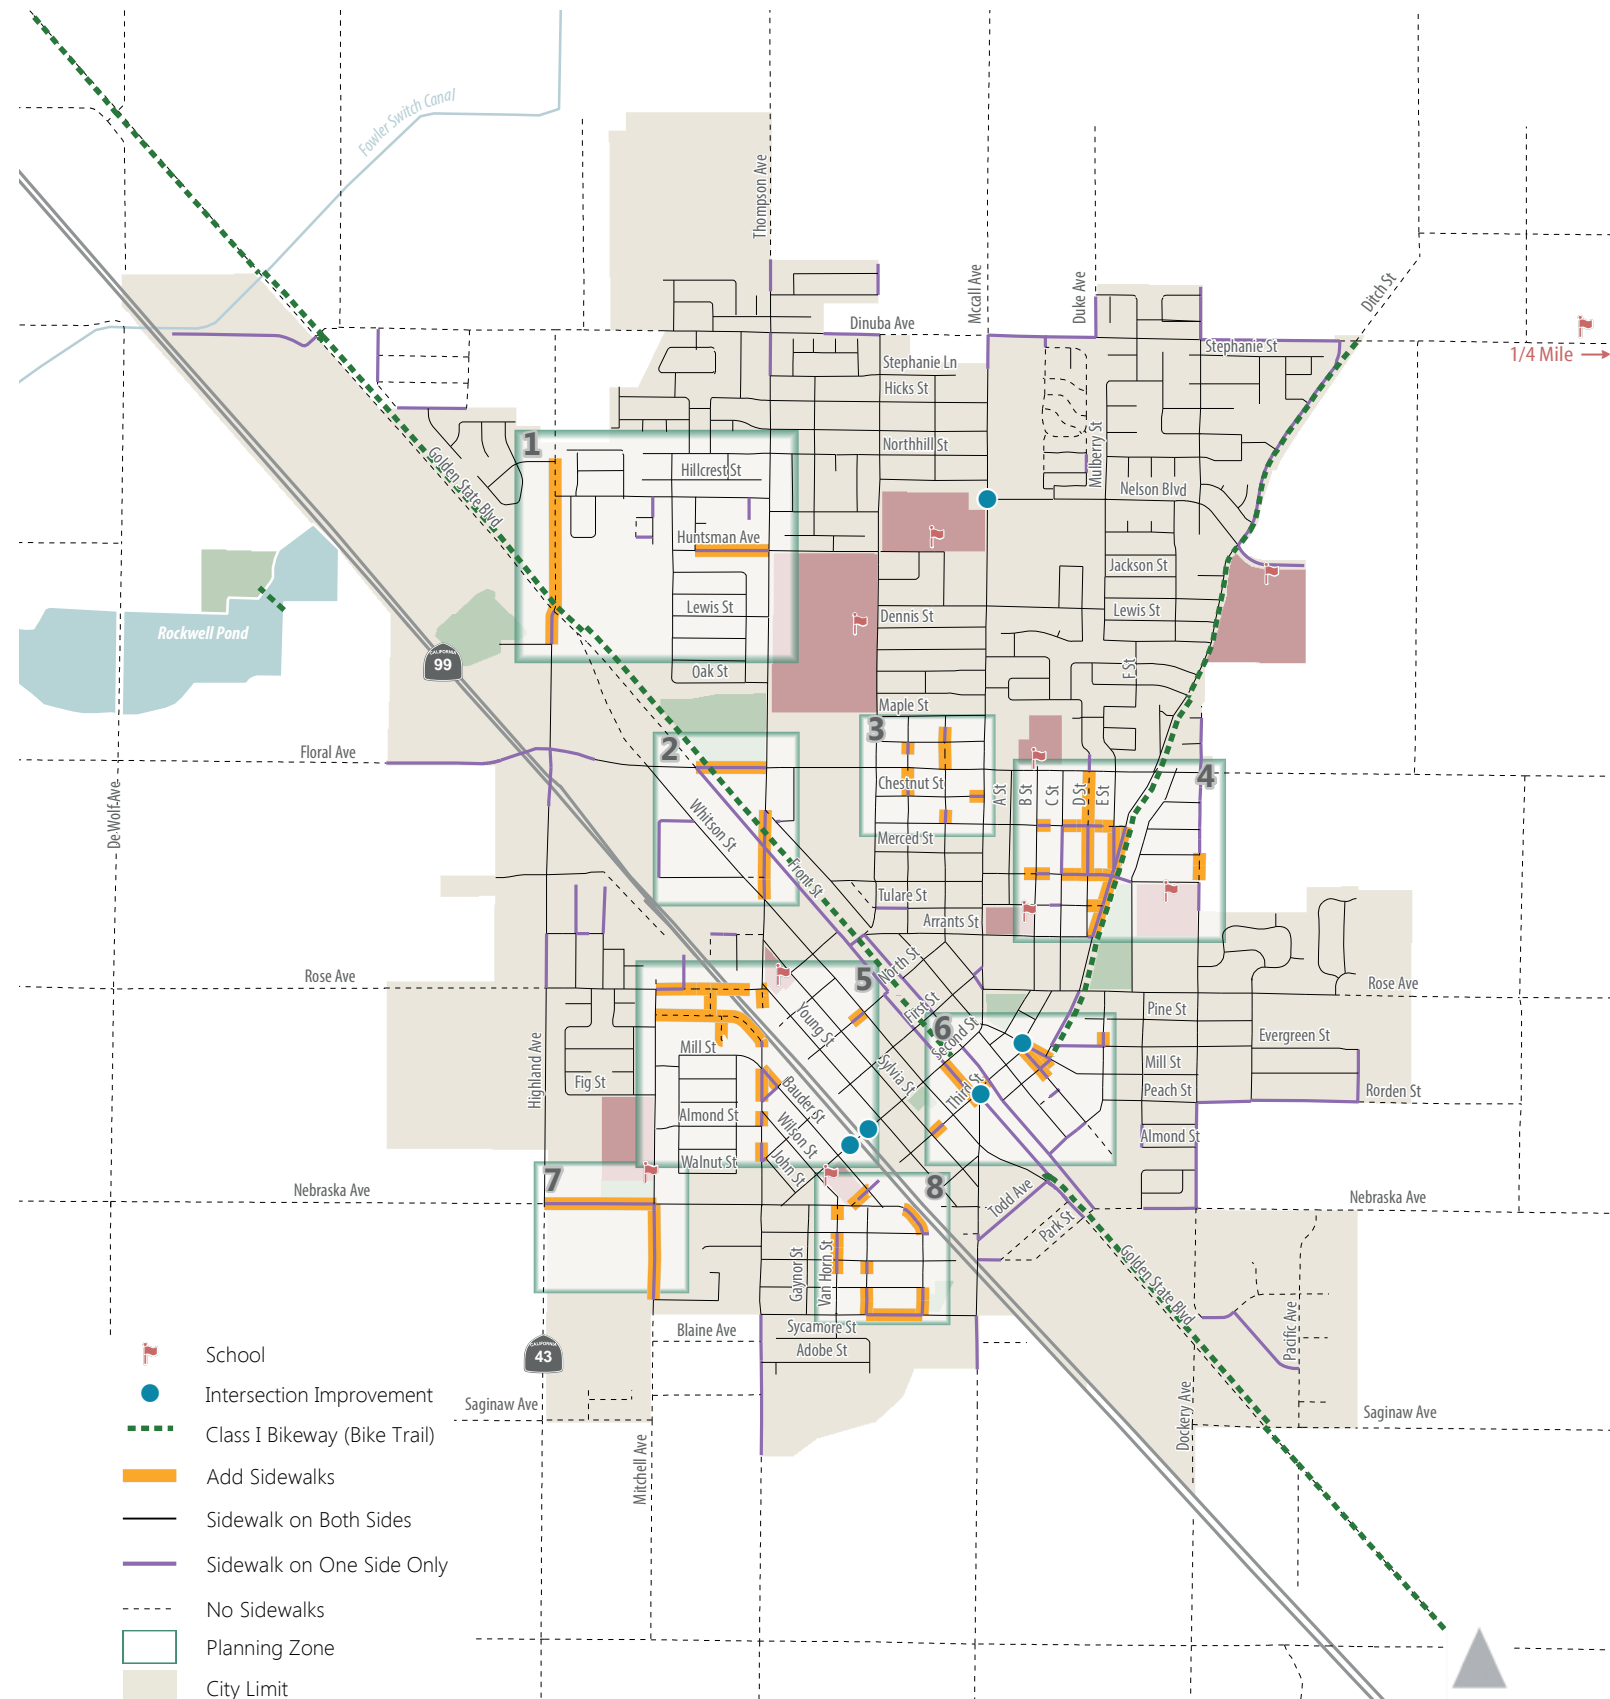 Fowler Switch Canal
Thompson Ave
Mccall Ave
Duke Ave
Ditch St
Dinuba Ave
Stephanie St
1/4 Mile
Stephanie Ln
Hicks St
Northhill St
Mulberry St
1
Golden State Blvd
Hillcrest St
Nelson Blvd
Huntsman Ave
Jackson St
Lewis St
Dennis St
Lewis St
Rockwell Pond
CALIFORNIA
99
Oak St
F St
Maple St
3
2
Floral Ave
4
Chestnut St
A St
B St
C St
D St
E St
De Wolf Ave
Whitson St
Merced St
Front St
Tulare St
Arrants St
Rose Ave
5
North St
Rose Ave
First St
Young St
6
Second St
Pine St
Evergreen St
Highland Ave
Mill St
Mill St
Sylvia St
Fig St
Third St
Peach St
Rorden St
Bauder St
Almond St
Wilson St
Almond St
Walnut St
John St
7
8
Nebraska Ave
Todd Ave
Nebraska Ave
Park St
Gaynor St
Van Horn St
Golden State Blvd
Pacific Ave
Blaine Ave
Sycamore St
Adobe St
CALIFORNIA
43
Saginaw Ave
Dockery Ave
Saginaw Ave
Mitchell Ave
School
Intersection Improvement
Class I Bikeway (Bike Trail)
Add Sidewalks
Sidewalk on Both Sides
Sidewalk on One Side Only
No Sidewalks
Planning Zone
City Limit